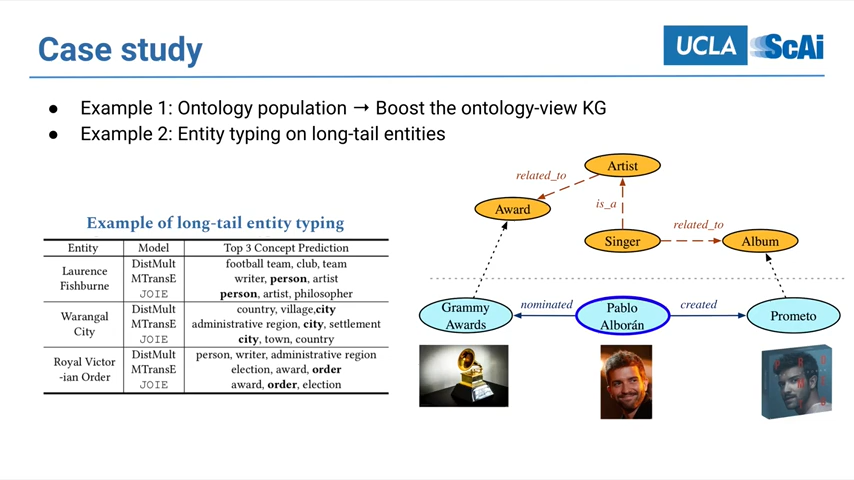 Case study
UCLA ScAi
● Example 1: Ontology population → Boost the ontology-view KG
● Example 2: Entity typing on long-tail entities
Example of long-tail entity typing
Entity Model Top 3 Concept Prediction
Laurence Fishburne
DistMult football team, club, team
MTransE writer, person, artist
JOIE person, artist, philosopher
Warangal City
DistMult country, village,city
MTransE administrative region, city, settlement
JOIE city, town, country
Royal Victor -ian Order
DistMult person, writer, administrative region
MTransE election, award, order
JOIE award, order, election
Artist
related_to
Award
is_a
related_to
Singer
Album
Grammy
Awards
nominated
Pablo
Alborán
created
Prometo